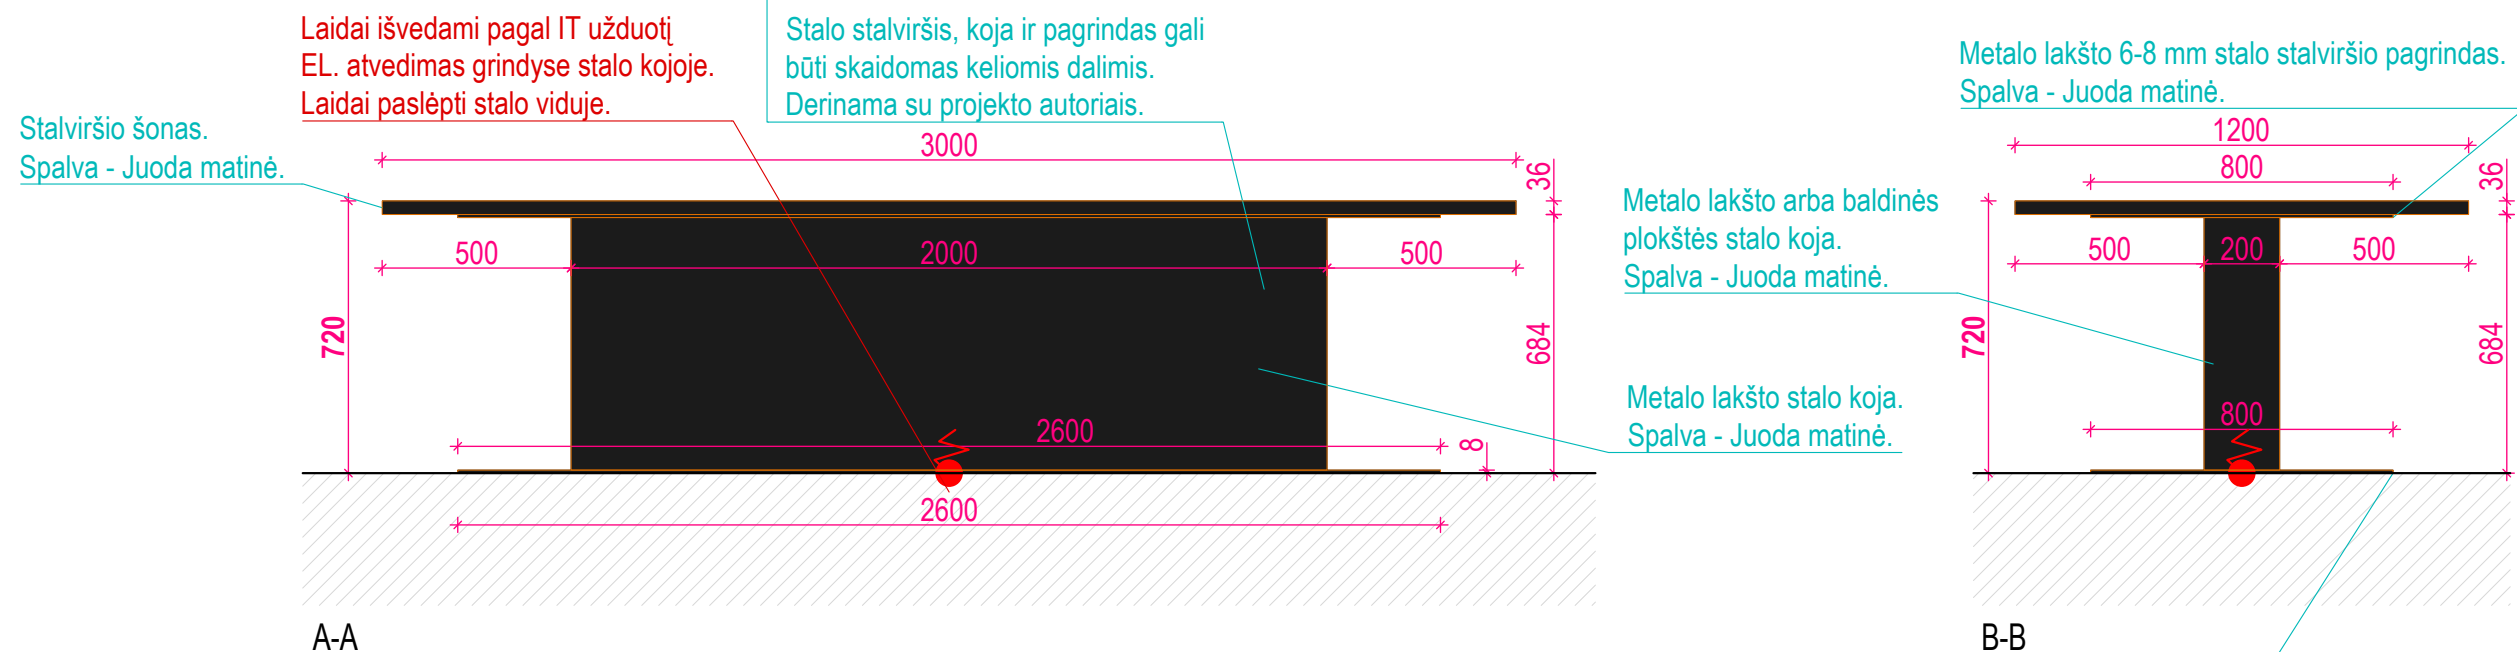 Laidai išvedami pagal IT užduotį
EL. atvedimas grindyse stalo kojoje.
Laidai paslėpti stalo viduje.
Stalo stalviršis, koja ir pagrindas gali
būti skaidomas keliomis dalimis.
Derinama su projekto autoriais.
Stalviršio šonas.
Spalva - Juoda matinė.
3000
36
500
2000
500
720
684
2600
8
2600
A-A
Metalo lakšto 6-8 mm stalo stalviršio pagrindas.
Spalva - Juoda matinė.
Metalo lakšto arba baldinės
plokštės stalo koja.
Spalva - Juoda matinė.
Metalo lakšto stalo koja.
Spalva - Juoda matinė.
1200
800
36
500
200
500
720
684
800
B-B